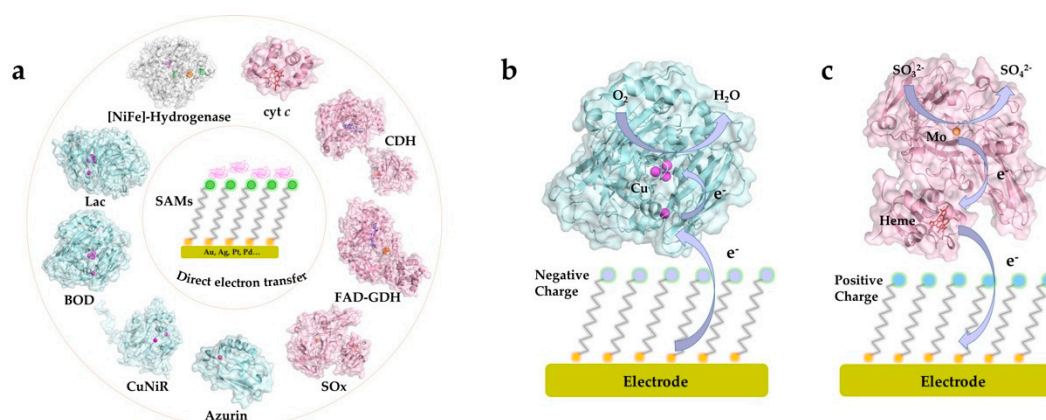 a
[NiFe]-Hydrogenase
cyt c
CDH
FAD-GDH
SOx
Azurin
CuNiR
BOD
Lac
SAMs
Au, Ag, Pt, Pd...
Direct electron transfer
b
O₂
H₂O
Cu
e⁻
e⁻
Negative
Charge
Electrode
c
SO₃²⁻
SO₄²⁻
Mo
e⁻
Heme
e⁻
Positive
Charge
Electrode